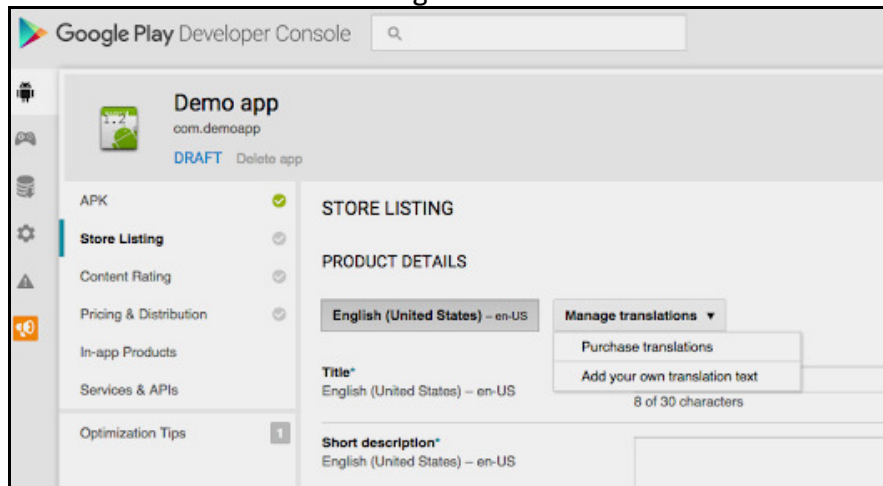 Google Play Developer Console
1.2
Demo app
com.demoapp
DRAFT Delete app
APK
Store Listing
Content Rating
Pricing & Distribution
In-app Products
Services & APIs
Optimization Tips 1
STORE LISTING
PRODUCT DETAILS
English (United States) – en-US
Manage translations ▼
Purchase translations
Add your own translation text
Title*
English (United States) – en-US
8 of 30 characters
Short description*
English (United States) – en-US